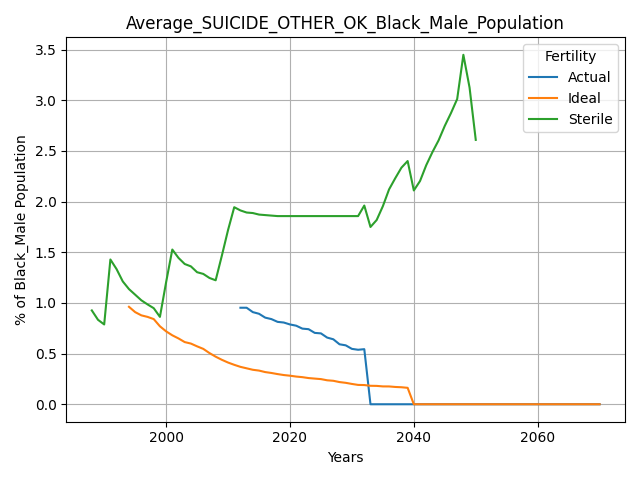 Average_SUICIDE_OTHER_OK_Black_Male_Population
Fertility
Actual
Ideal
Sterile
% of Black_Male Population
3.5
3.0
2.5
2.0
1.5
1.0
0.5
0.0
2000
2020
2040
2060
Years